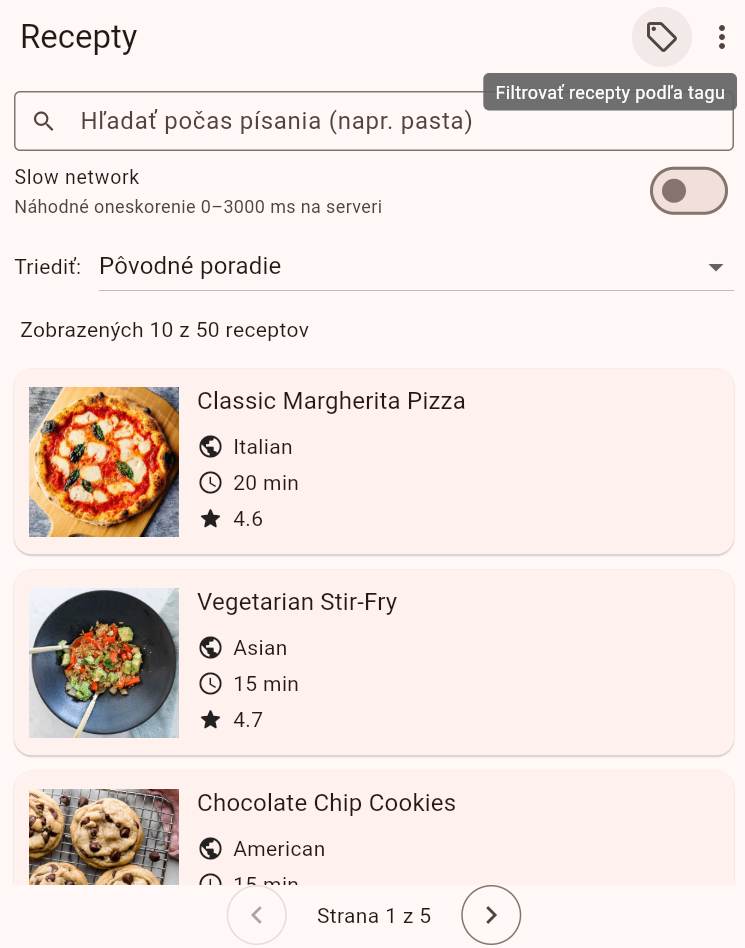 Recepty
Filtrovať recepty podľa tagu
Hľadať počas písania (napr. pasta)
Slow network
Náhodné oneskorenie 0–3000 ms na serveri
Triediť: Pôvodné poradie
Zobrazených 10 z 50 receptov
Classic Margherita Pizza
Italian
20 min
4.6
Vegetarian Stir-Fry
Asian
15 min
4.7
Chocolate Chip Cookies
American
15 min
Strana 1 z 5